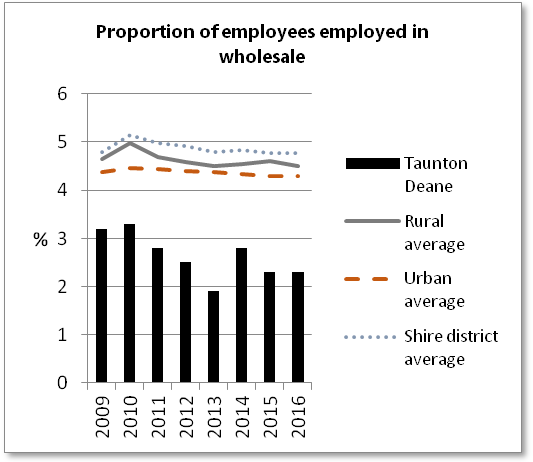 Proportion of employees employed in
wholesale
6
5
4
3
2
1
0
%
2009
2010
2011
2012
2013
2014
2015
2016
Taunton
Deane
Rural
average
Urban
average
Shire district
average